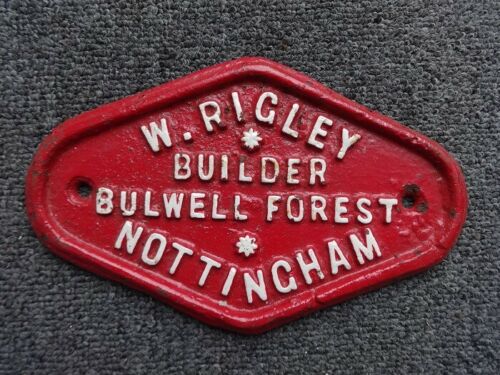 W. RIGLEY
BUILDER
BULWELL FOREST
NOTTINGHAM